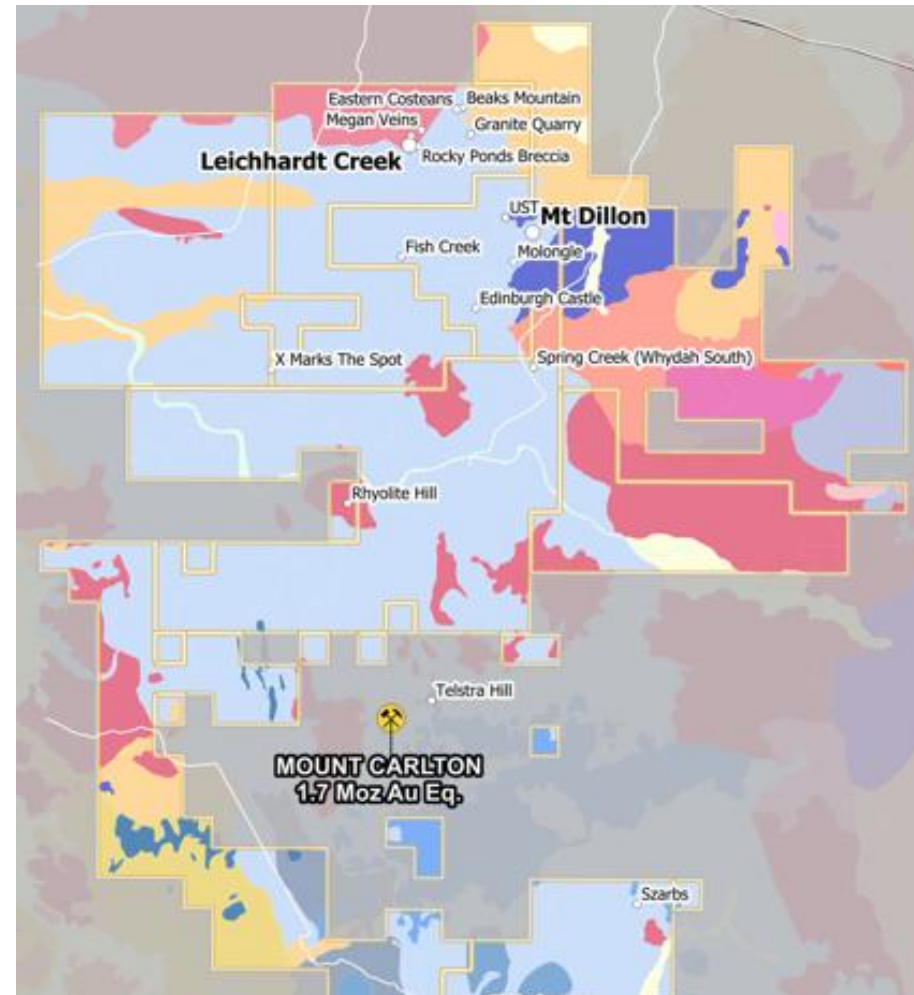 Eastern Costeans
Beaks Mountain
Megan Veins
Granite Quarry
Leichhardt Creek
Rocky Ponds Breccia
UST
Mt Dillon
Fish Creek
Molongle
Edinburgh Castle
X Marks The Spot
Spring Creek (Whydah South)
Rhyolite Hill
Telstra Hill
MOUNT CARLTON
1.7 Moz Au Eq.
Szarbs